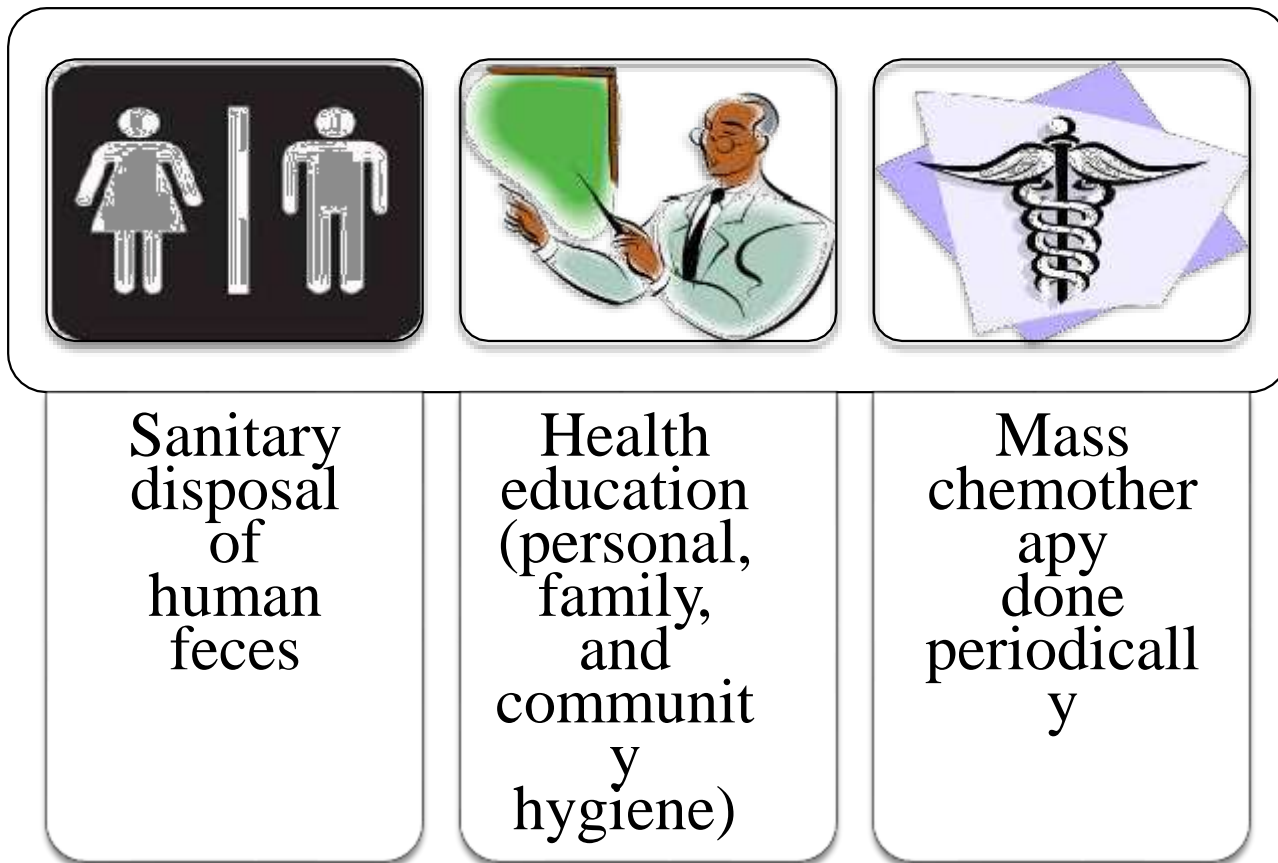 Sanitary
disposal
of
human
feces
Health
education
(personal,
family,
and
communit
y
hygiene)
Mass
chemother
apy
done
periodicall
y